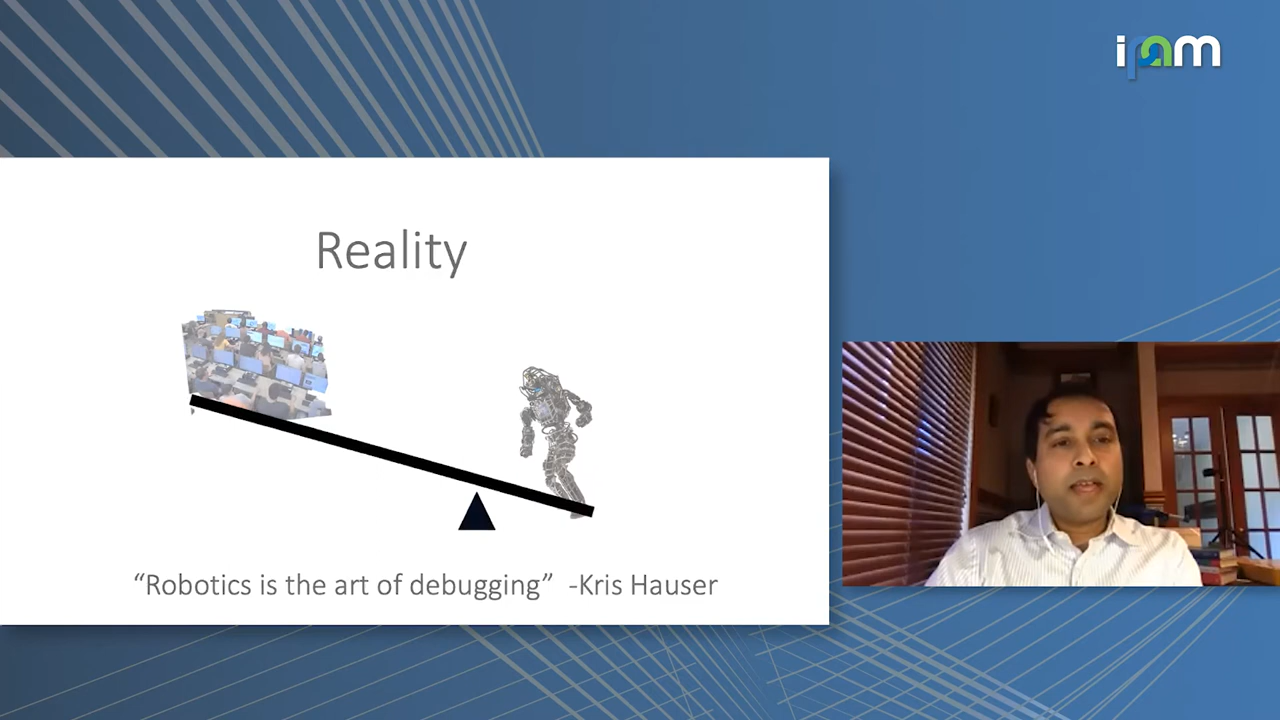 ipam
Reality
“Robotics is the art of debugging” -Kris Hauser